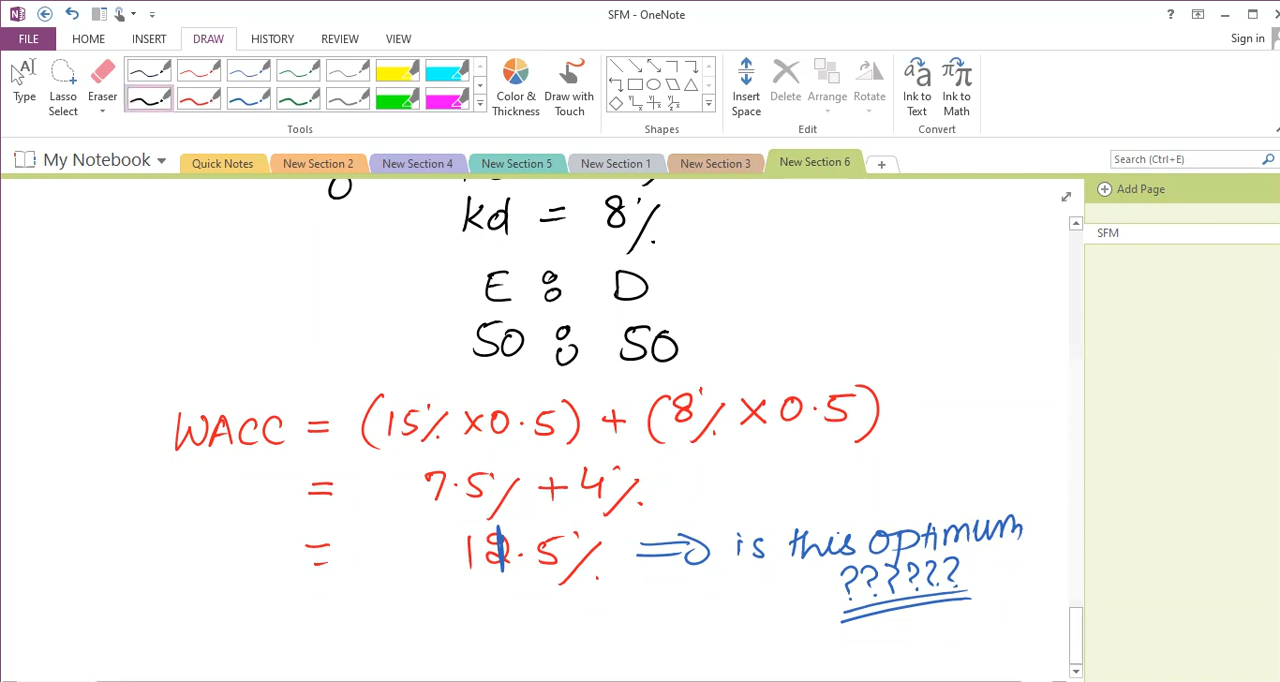 SFM - OneNote
Sign in
FILE HOME INSERT DRAW HISTORY REVIEW VIEW
Type Lasso Select Eraser Color & Thickness Draw with Touch Insert Space Delete Arrange Rotate Ink to Text Ink to Math
Tools Shapes Edit Convert
My Notebook Quick Notes New Section 2 New Section 4 New Section 5 New Section 1 New Section 3 New Section 6 Search (Ctrl+E)
Add Page
SFM
kd = 8%
E : D
50 : 50
WACC = (15% X 0.5) + (8% X 0.5)
= 7.5% + 4%
= 11.5% ⇒ is this optimum
??????